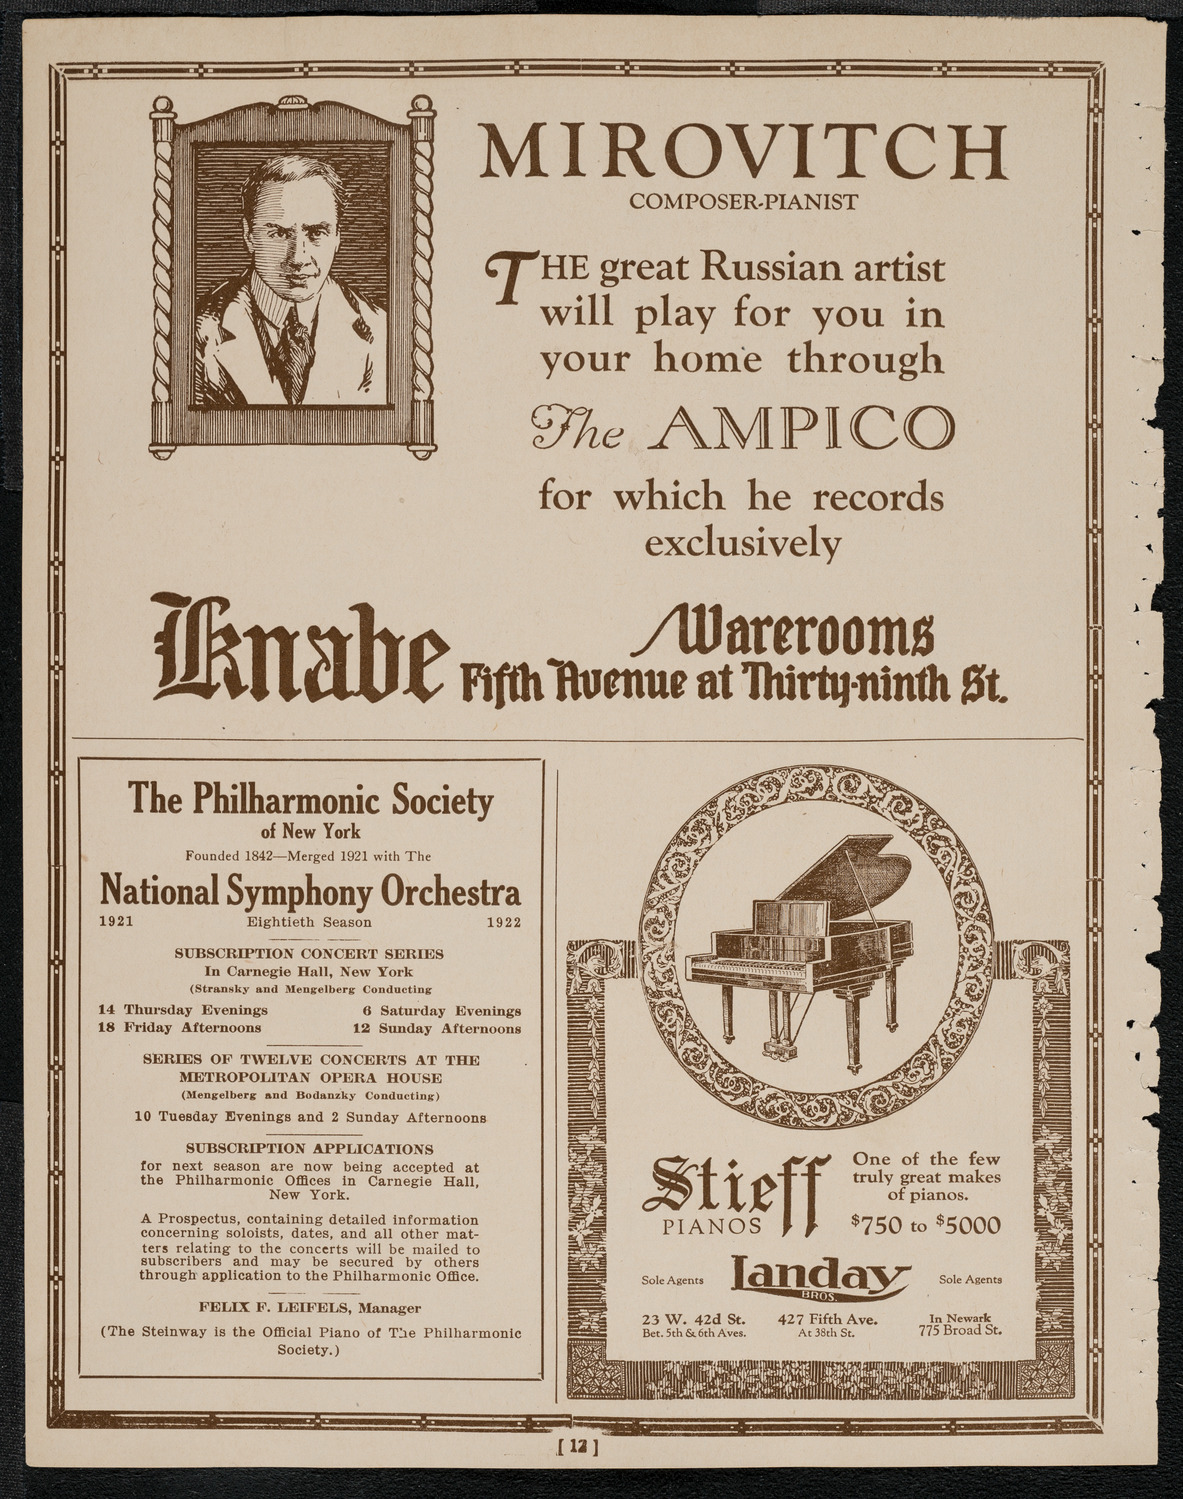 MIROVITCH
COMPOSER-PIANIST
THE great Russian artist
will play for you in
your home through
The AMPICO
for which he records
exclusively
Knabe
Warerooms
Fifth Avenue at Thirty-ninth St.
The Philharmonic Society
of New York
Founded 1842—Merged 1921 with The
National Symphony Orchestra
1921 Eightieth Season 1922
SUBSCRIPTION CONCERT SERIES
In Carnegie Hall, New York
(Stransky and Mengelberg Conducting
14 Thursday Evenings 6 Saturday Evenings
18 Friday Afternoons 12 Sunday Afternoons
SERIES OF TWELVE CONCERTS AT THE
METROPOLITAN OPERA HOUSE
(Mengelberg and Bodanzky Conducting)
10 Tuesday Evenings and 2 Sunday Afternoons
SUBSCRIPTION APPLICATIONS
for next season are now being accepted at
the Philharmonic Offices in Carnegie Hall,
New York.
A Prospectus, containing detailed information
concerning soloists, dates, and all other mat-
ters relating to the concerts will be mailed to
subscribers and may be secured by others
through application to the Philharmonic Office.
FELIX F. LEIFELS, Manager
(The Steinway is the Official Piano of The Philharmonic
Society.)
Stieff
PIANOS
One of the few
truly great makes
of pianos.
$750 to $5000
Sole Agents Landay Sole Agents
BROS.
23 W. 42d St. 427 Fifth Ave. In Newark
Bet. 5th & 6th Aves. At 38th St. 775 Broad St.
[ 12 ]